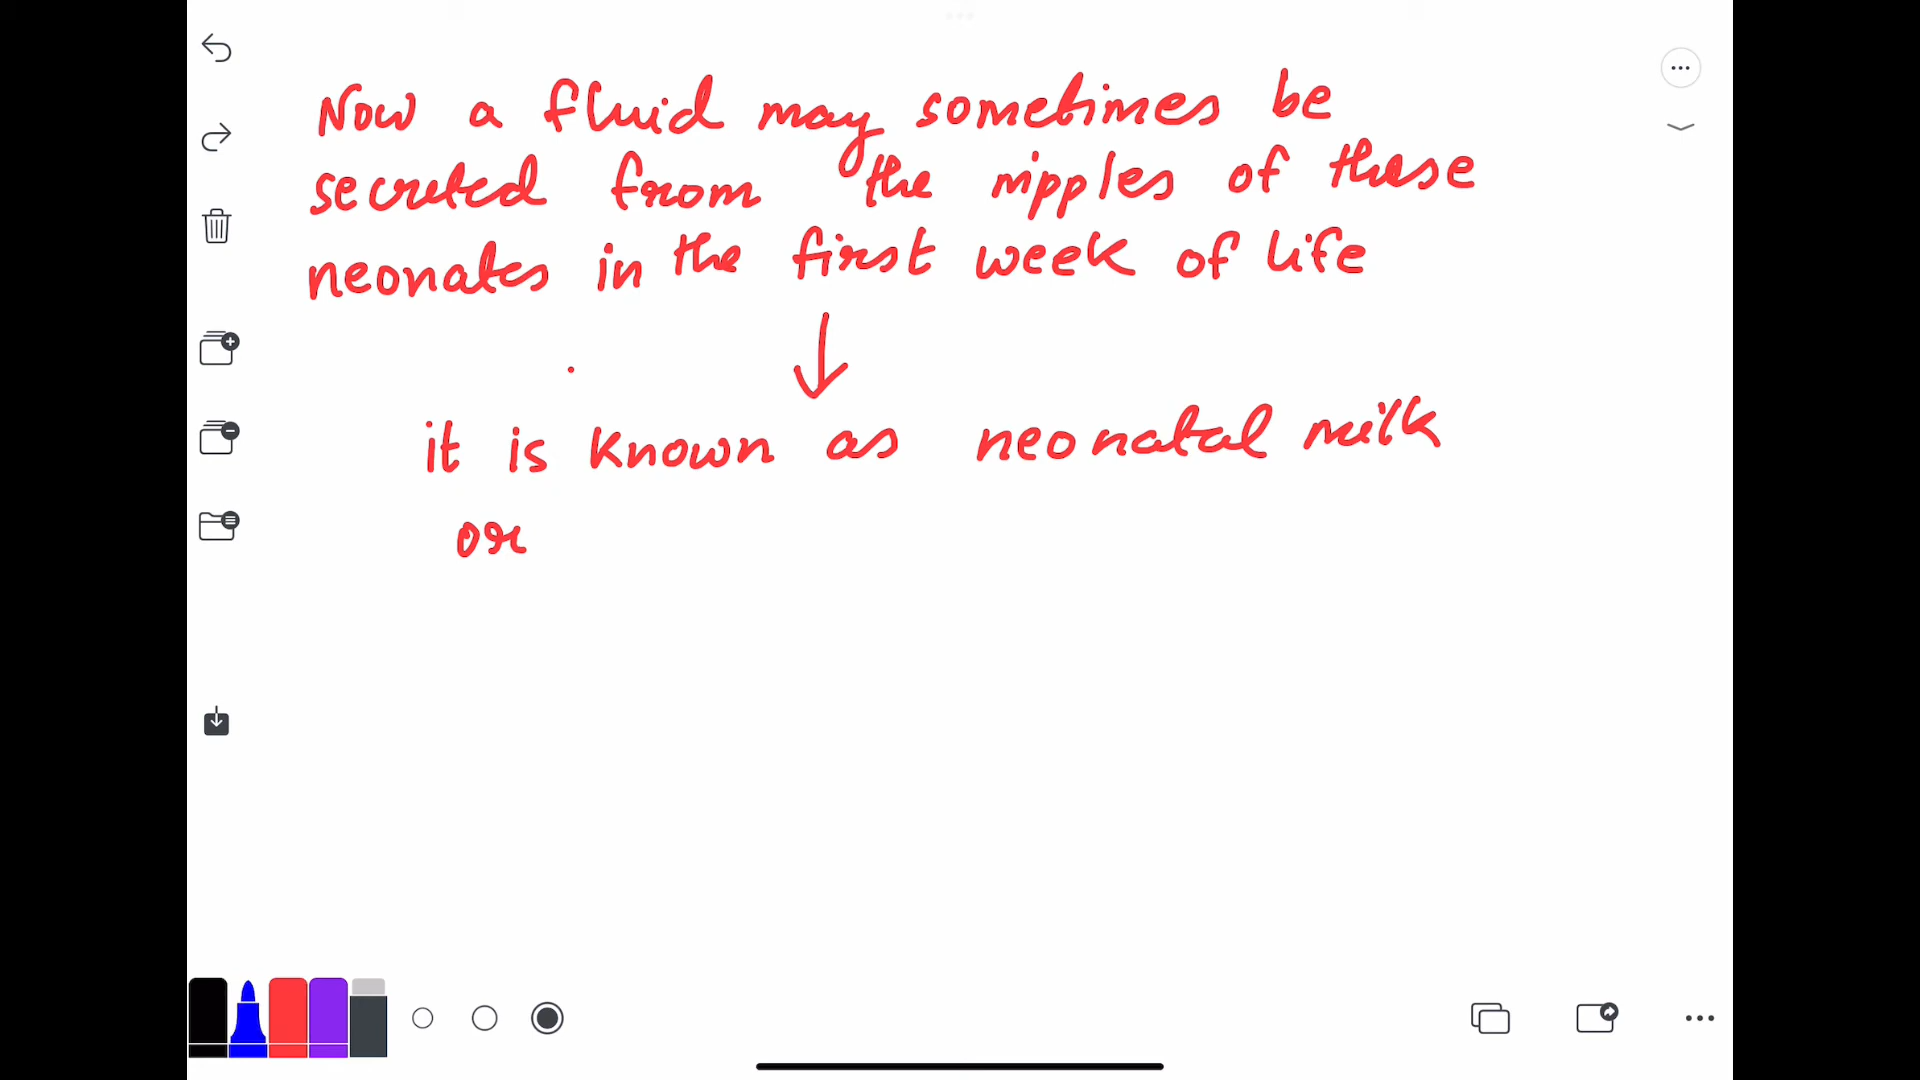 Now a fluid may sometimes be
secreted from the nipples of these
neonates in the first week of life
it is known as neonatal milk
or